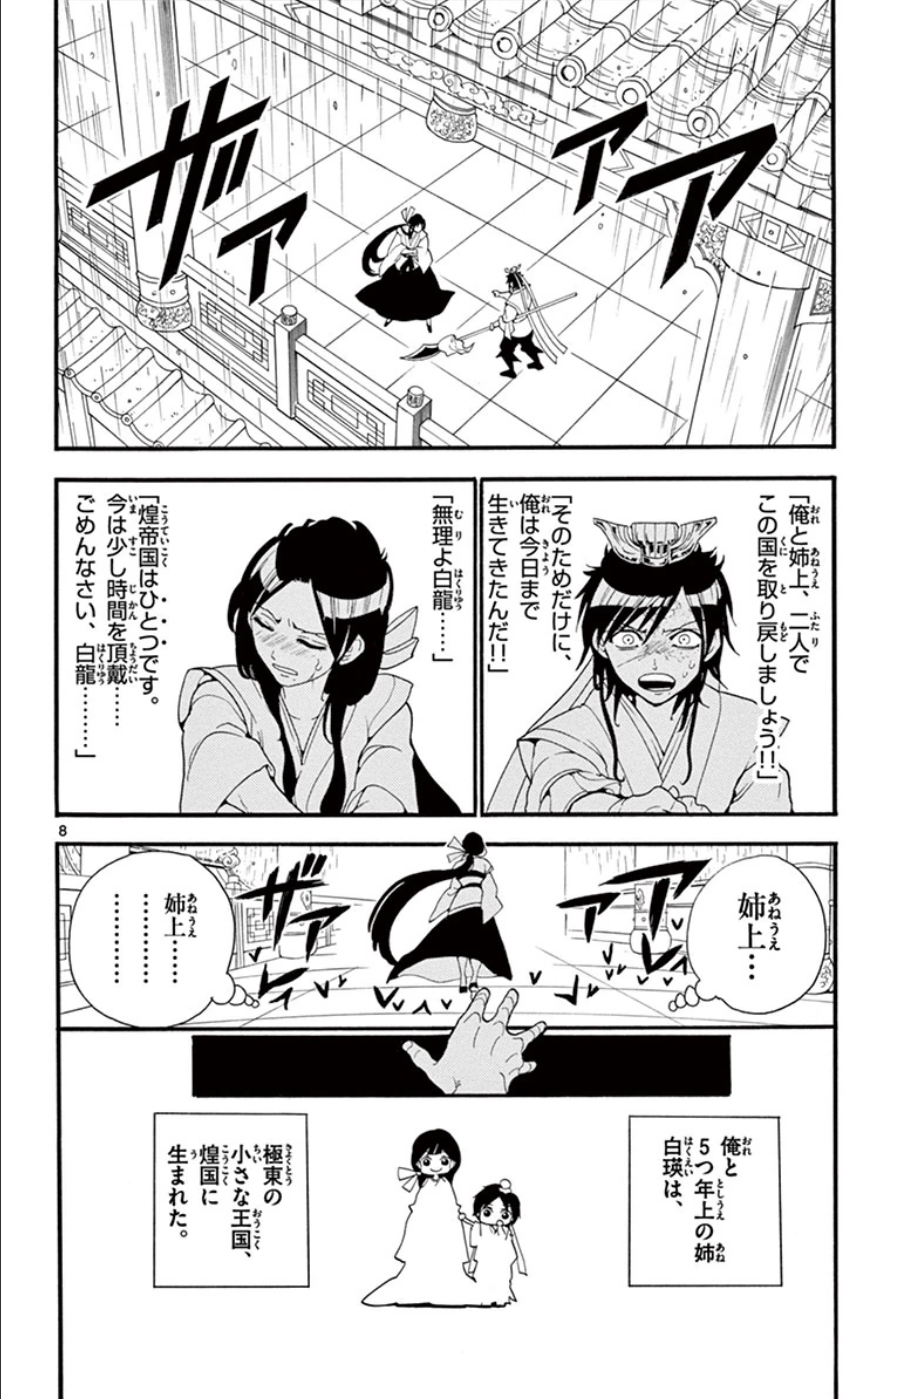 ザアアア
ザア
「俺と姉上、二人で
この国を取り戻しましょう!!」
「そのためだけに、
俺は今日まで
生きてきたんだ!!」
「無理よ白龍……」
「煌帝国はひとつです。
今は少し時間を頂戴……
ごめんなさい、白龍………」
8
姉上…
アア
ザァ
姉上………
………
………
俺と
5つ年上の姉
白瑛は、
極東の
小さな王国、
煌国に
生まれた。